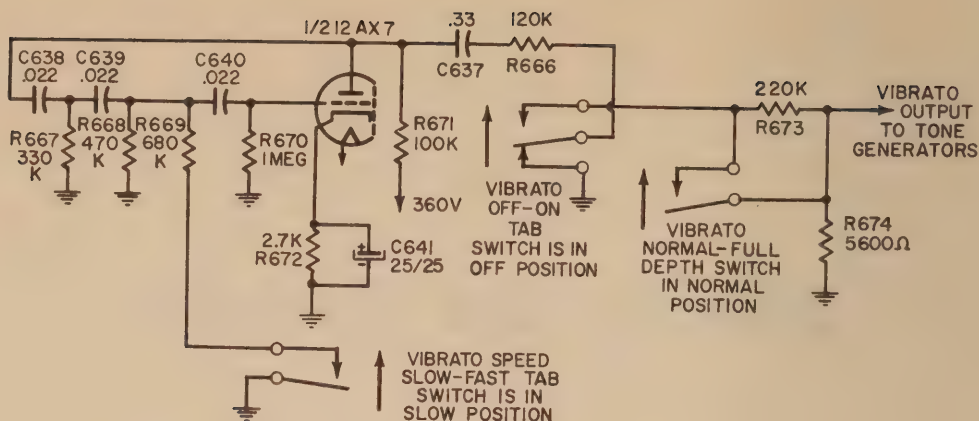 1/2 12AX7
.33
120K
C637
R666
C638
.022
C639
.022
C640
.022
R667
330
K
R668
470
K
R669
680
K
R670
1MEG
R671
100K
360V
2.7K
R672
C641
25/25
VIBRATO
OFF-ON
TAB
SWITCH IS IN
OFF POSITION
220K
R673
VIBRATO
OUTPUT
TO TONE
GENERATORS
VIBRATO
NORMAL-FULL
DEPTH SWITCH
IN NORMAL
POSITION
R674
5600Ω
VIBRATO SPEED
SLOW-FAST TAB
SWITCH IS IN
SLOW POSITION